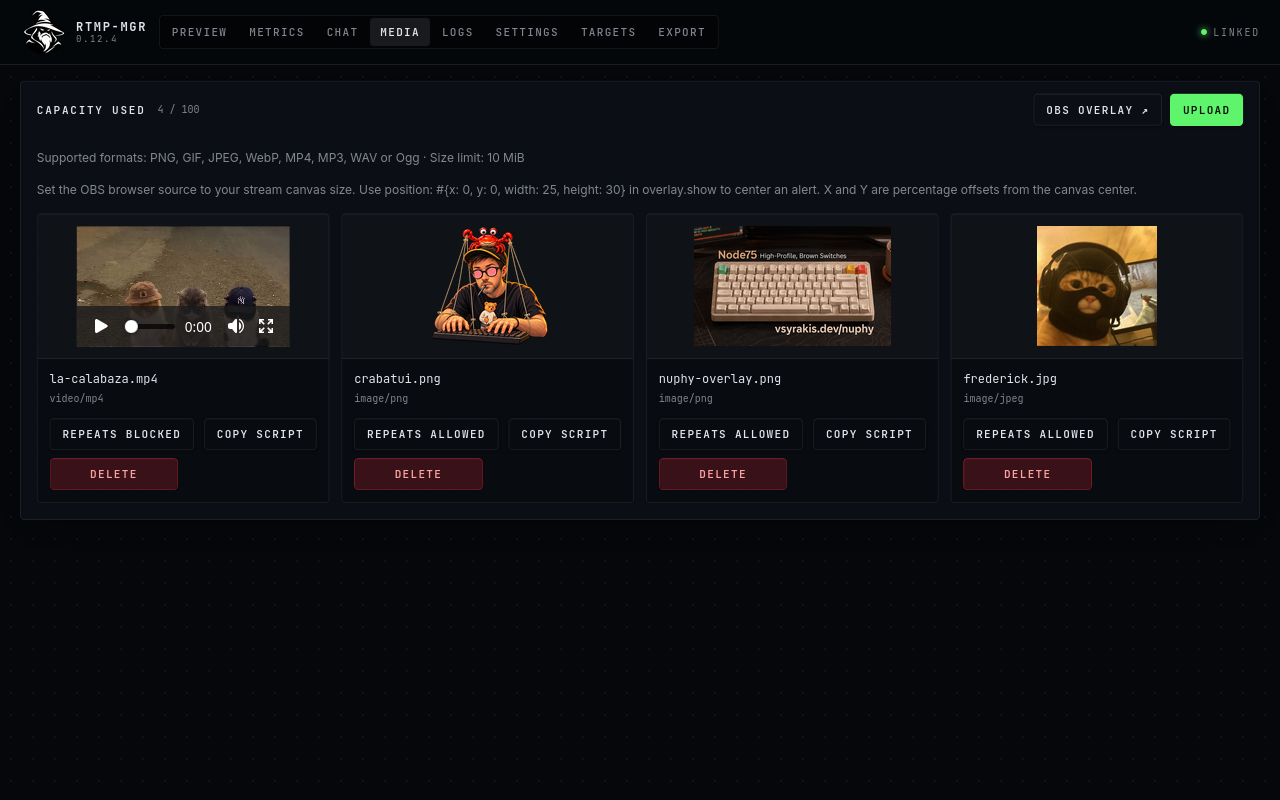 RTMP-MGR
0.12.4
PREVIEW METRICS CHAT MEDIA LOGS SETTINGS TARGETS EXPORT
LINKED
CAPACITY USED 4 / 100
OBS OVERLAY ↗ UPLOAD
Supported formats: PNG, GIF, JPEG, WebP, MP4, MP3, WAV or Ogg · Size limit: 10 MiB
Set the OBS browser source to your stream canvas size. Use position: #{x: 0, y: 0, width: 25, height: 30} in overlay.show to center an alert. X and Y are percentage offsets from the canvas center.
0:00
Node75 High-Profile, Brown Switches
vsyrakis.dev/nuphy
la-calabaza.mp4
video/mp4
REPEATS BLOCKED COPY SCRIPT
DELETE
crabatui.png
image/png
REPEATS ALLOWED COPY SCRIPT
DELETE
nuphy-overlay.png
image/png
REPEATS ALLOWED COPY SCRIPT
DELETE
frederick.jpg
image/jpeg
REPEATS ALLOWED COPY SCRIPT
DELETE